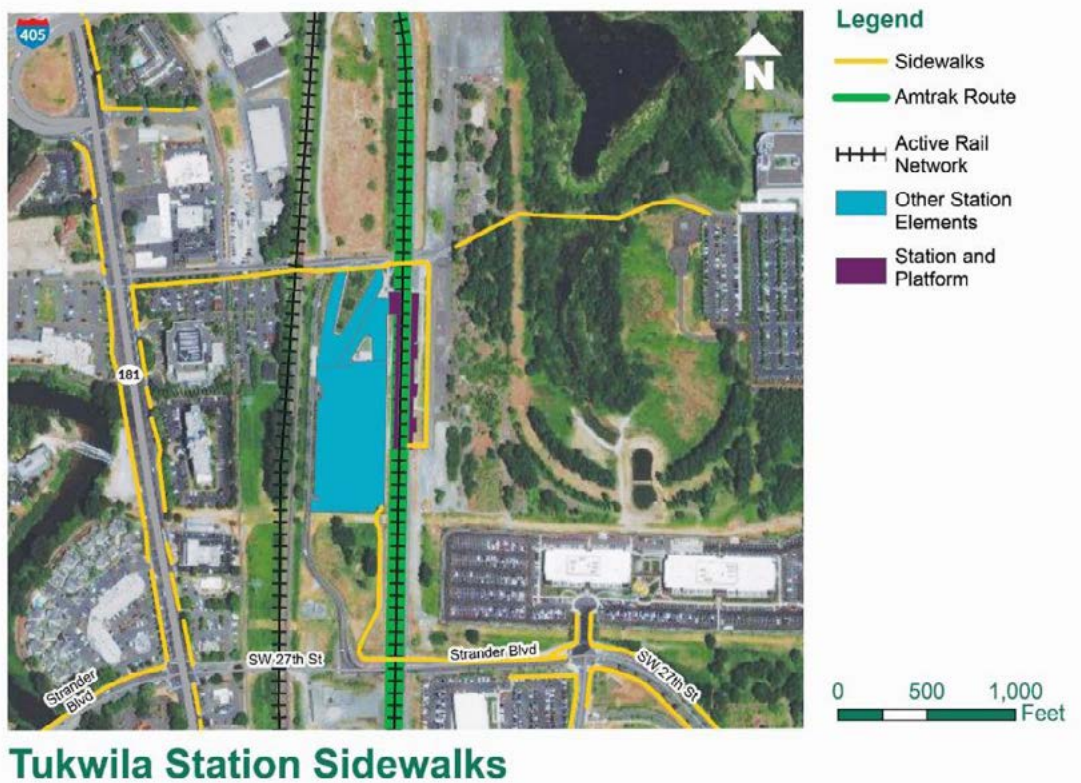 405
N
181
SW 27th St
Strander Blvd
Strander
Blvd
SW 27th St
Legend
Sidewalks
Amtrak Route
Active Rail
Network
Other Station
Elements
Station and
Platform
0 500 1,000
Feet
Tukwila Station Sidewalks